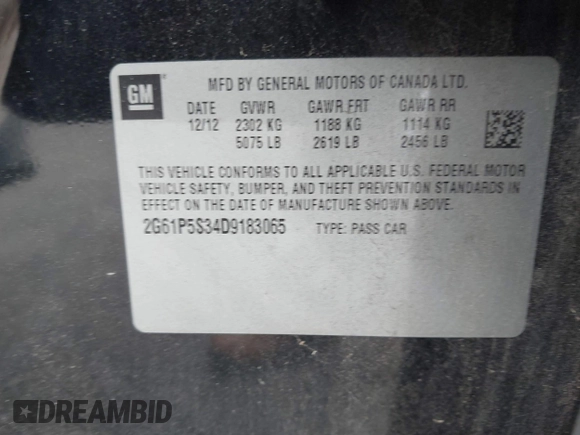 GM
MFD BY GENERAL MOTORS OF CANADA LTD.
DATE GVWR GAWR FRT GAWR RR
12/12 2302 KG 1188 KG 1114 KG
5075 LB 2619 LB 2456 LB
THIS VEHICLE CONFORMS TO ALL APPLICABLE U.S. FEDERAL MOTOR
VEHICLE SAFETY, BUMPER, AND THEFT PREVENTION STANDARDS IN
EFFECT ON THE DATE OF MANUFACTURE SHOWN ABOVE.
2G61P5S34D9183065 TYPE: PASS CAR
DREAMBID